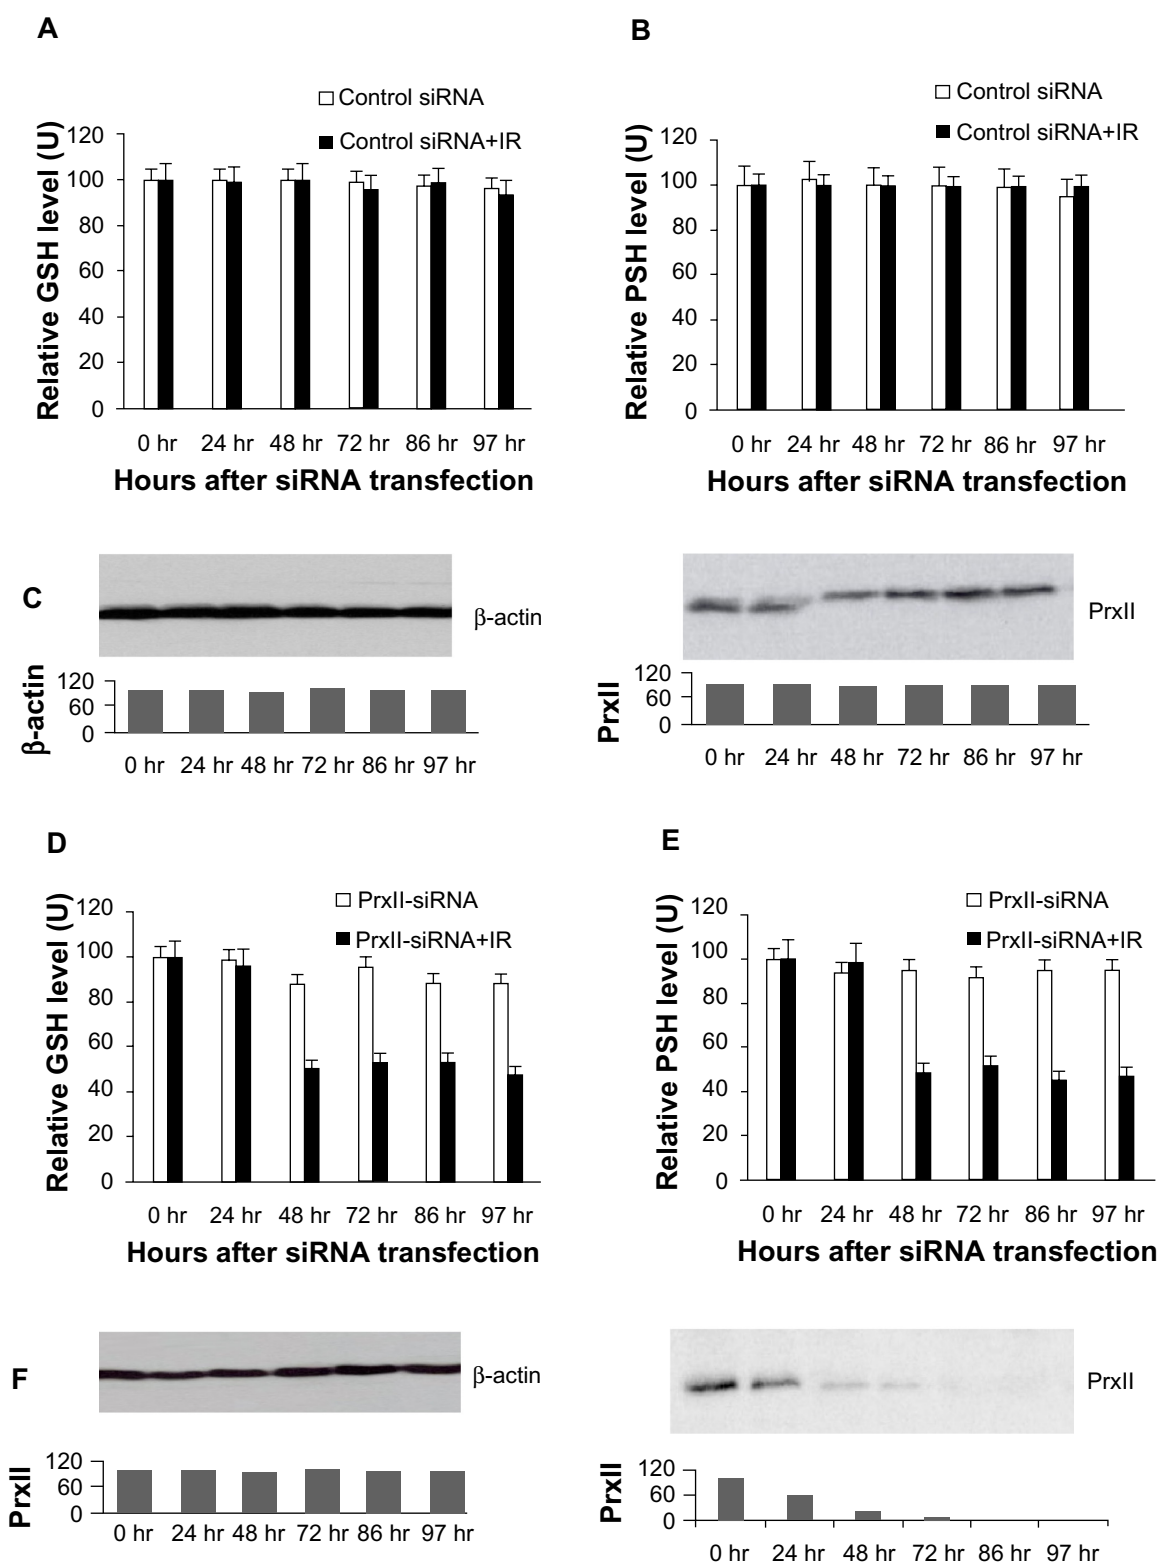 A
Control siRNA
Control siRNA+IR
Relative GSH level (U)
120
100
80
60
40
20
0
0 hr 24 hr 48 hr 72 hr 86 hr 97 hr
Hours after siRNA transfection
B
Control siRNA
Control siRNA+IR
Relative PSH level (U)
120
100
80
60
40
20
0
0 hr 24 hr 48 hr 72 hr 86 hr 97 hr
Hours after siRNA transfection
C
β-actin
β-actin
120
60
0
0 hr 24 hr 48 hr 72 hr 86 hr 97 hr
PrxII
PrxII
120
60
0
0 hr 24 hr 48 hr 72 hr 86 hr 97 hr
D
PrxII-siRNA
PrxII-siRNA+IR
Relative GSH level (U)
120
100
80
60
40
20
0
0 hr 24 hr 48 hr 72 hr 86 hr 97 hr
Hours after siRNA transfection
E
PrxII-siRNA
PrxII-siRNA+IR
Relative PSH level (U)
120
100
80
60
40
20
0
0 hr 24 hr 48 hr 72 hr 86 hr 97 hr
Hours after siRNA transfection
F
β-actin
PrxII
120
60
0
0 hr 24 hr 48 hr 72 hr 86 hr 97 hr
PrxII
PrxII
120
60
0
0 hr 24 hr 48 hr 72 hr 86 hr 97 hr